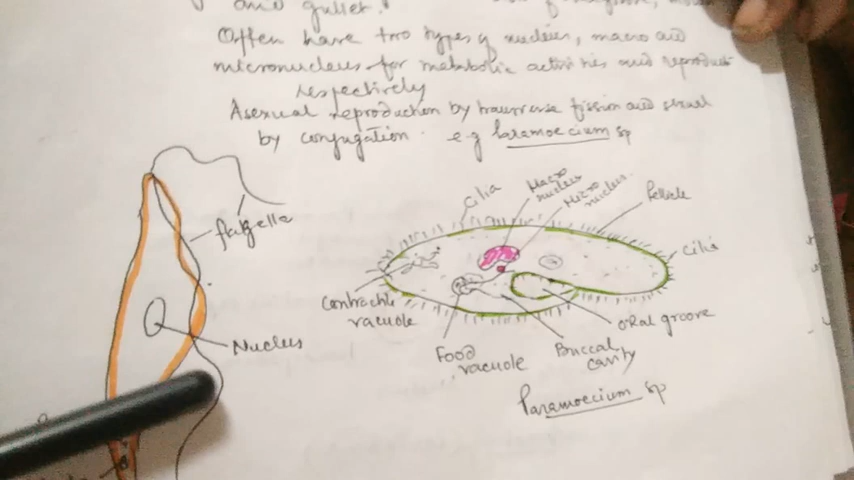 and gullet.
Often have two types of nucleus, macro and
micronucleus for metabolic activities and reproduct
respectively
Asexual reproduction by transverse fission and sexual
by conjugation. e.g Paramoecium sp
cilia
Macro
nucleus
Micro
nucleus.
Pellicle
flagella
cilia
Contractile
vacuole
oral groove
Nucleus
Food
vacuole
Buccal
cavity
Paramoecium sp